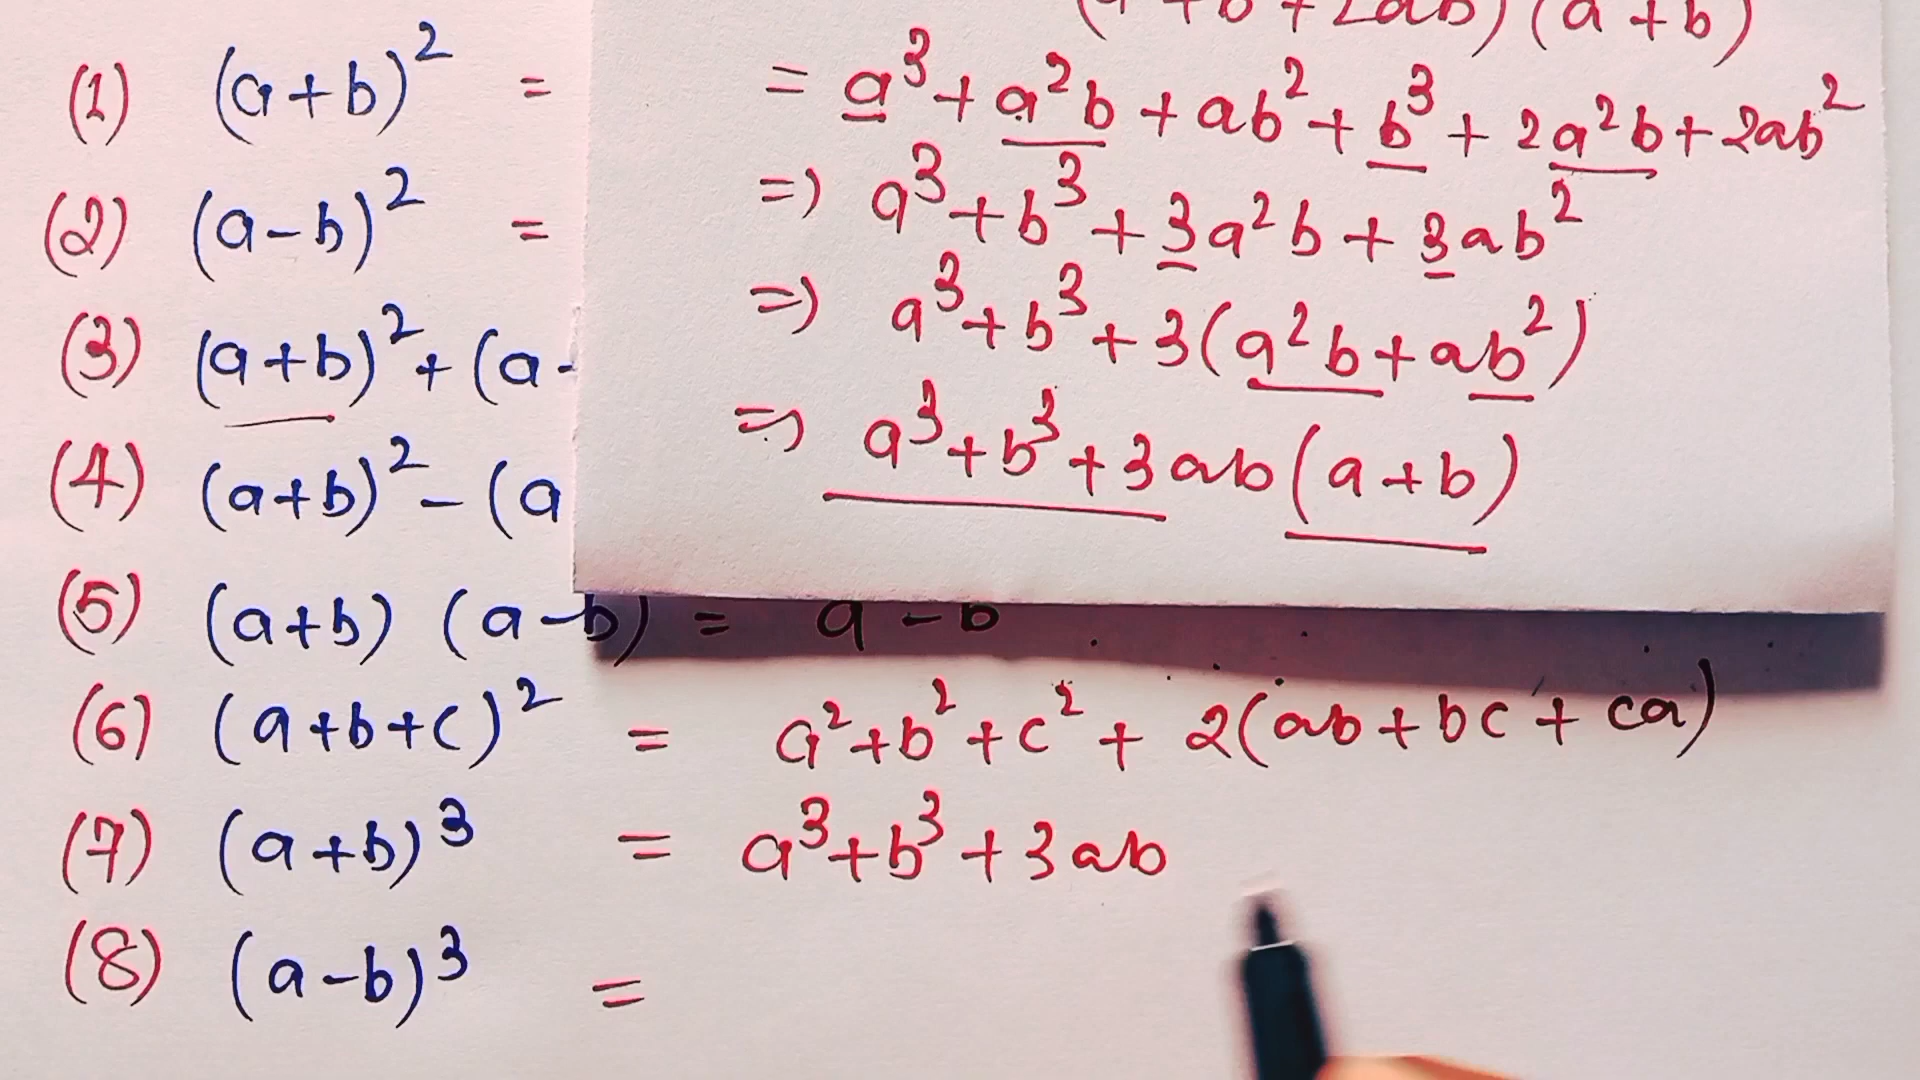 (1) (a+b)² =
(2) (a-b)² =
(3) (a+b)² + (a-
(4) (a+b)² - (a
(5) (a+b) (a-b) = a - b
(6) (a+b+c)² = a²+b²+c² + 2(ab+bc+ca)
(7) (a+b)³ = a³+b³+3ab
(8) (a-b)³ =
= a³ + a²b + ab² + b³ + 2a²b + 2ab²
=> a³+b³+3a²b+3ab²
=> a³+b³+3(a²b+ab²)
=> a³+b³+3ab(a+b)